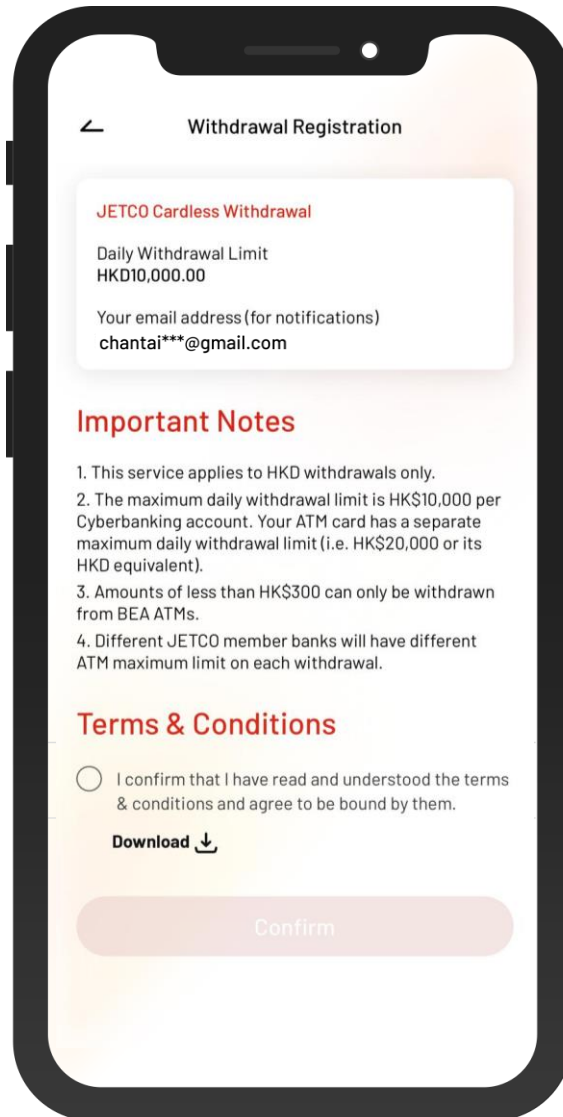 Withdrawal Registration
JETCO Cardless Withdrawal
Daily Withdrawal Limit
HKD10,000.00
Your email address (for notifications)
chantai***@gmail.com
Important Notes
1. This service applies to HKD withdrawals only.
2. The maximum daily withdrawal limit is HK$10,000 per
Cyberbanking account. Your ATM card has a separate
maximum daily withdrawal limit (i.e. HK$20,000 or its
HKD equivalent).
3. Amounts of less than HK$300 can only be withdrawn
from BEA ATMs.
4. Different JETCO member banks will have different
ATM maximum limit on each withdrawal.
Terms & Conditions
I confirm that I have read and understood the terms
& conditions and agree to be bound by them.
Download
Confirm